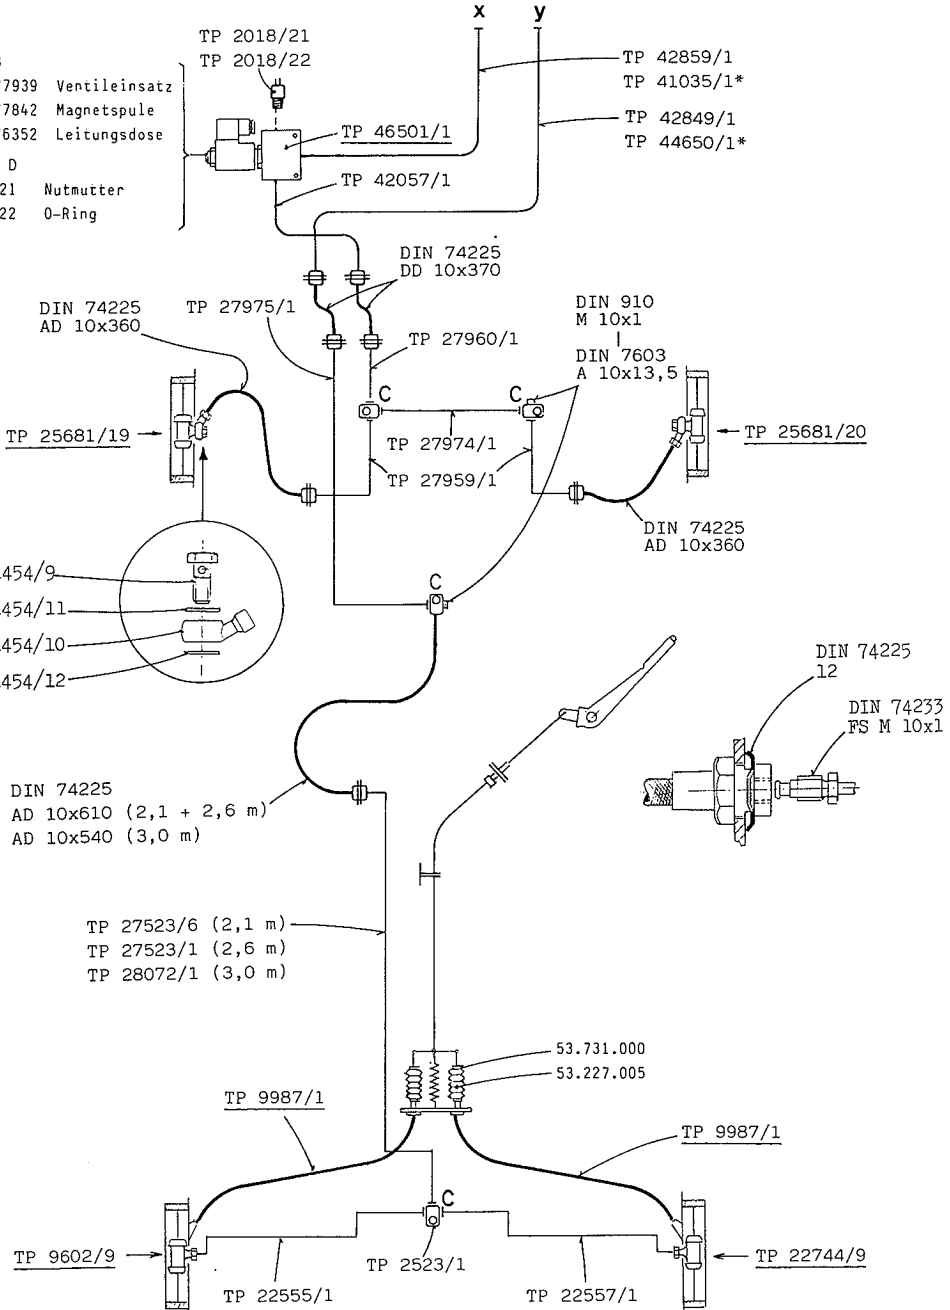 x y
TP 2018/21
TP 2018/22
7939 Ventileinsatz
7842 Magnetspule
6352 Leitungsdose
D
21 Nutmutter
22 O-Ring
TP 42859/1
TP 41035/1*
TP 46501/1
TP 42849/1
TP 44650/1*
TP 42057/1
DIN 74225
DD 10x370
DIN 74225
AD 10x360
TP 27975/1
DIN 910
M 10x1
DIN 7603
A 10x13,5
TP 27960/1
C
C
TP 25681/19
TP 27974/1
TP 25681/20
TP 27959/1
DIN 74225
AD 10x360
454/9
454/11
454/10
454/12
C
DIN 74225
12
DIN 74233
FS M 10x1
DIN 74225
AD 10x610 (2,1 + 2,6 m)
AD 10x540 (3,0 m)
TP 27523/6 (2,1 m)
TP 27523/1 (2,6 m)
TP 28072/1 (3,0 m)
53.731.000
53.227.005
TP 9987/1
TP 9987/1
C
TP 9602/9
TP 2523/1
TP 22744/9
TP 22555/1
TP 22557/1